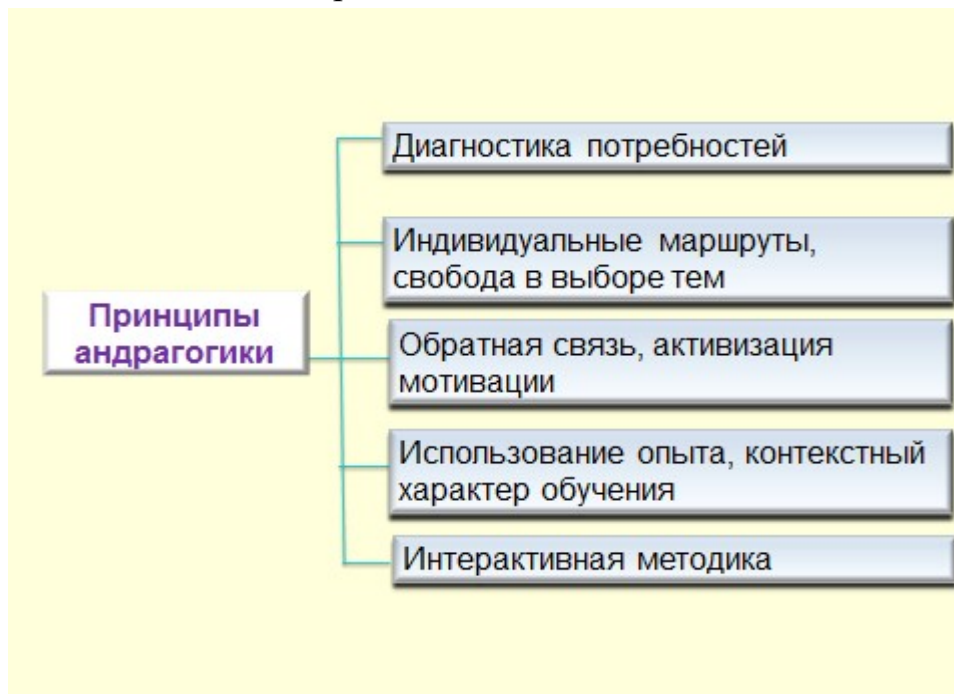 Принципы
андрагогики
Диагностика потребностей
Индивидуальные маршруты,
свобода в выборе тем
Обратная связь, активизация
мотивации
Использование опыта, контекстный
характер обучения
Интерактивная методика